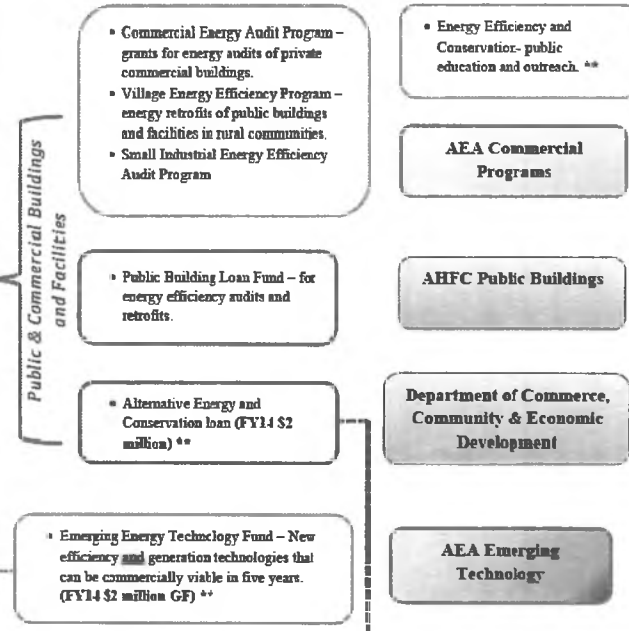 • Commercial Energy Audit Program –
grants for energy audits of private
commercial buildings.
• Village Energy Efficiency Program –
energy retrofits of public buildings
and facilities in rural communities.
• Small Industrial Energy Efficiency
Audit Program
• Energy Efficiency and
Conservation- public
education and outreach. **
AEA Commercial
Programs
Public & Commercial Buildings
and Facilities
• Public Building Loan Fund – for
energy efficiency audits and
retrofits.
AHFC Public Buildings
• Alternative Energy and
Conservation loan (FY14 $2
million) **
Department of Commerce,
Community & Economic
Development
• Emerging Energy Technology Fund – New
efficiency and generation technologies that
can be commercially viable in five years.
(FY14 $2 million GF) **
AEA Emerging
Technology